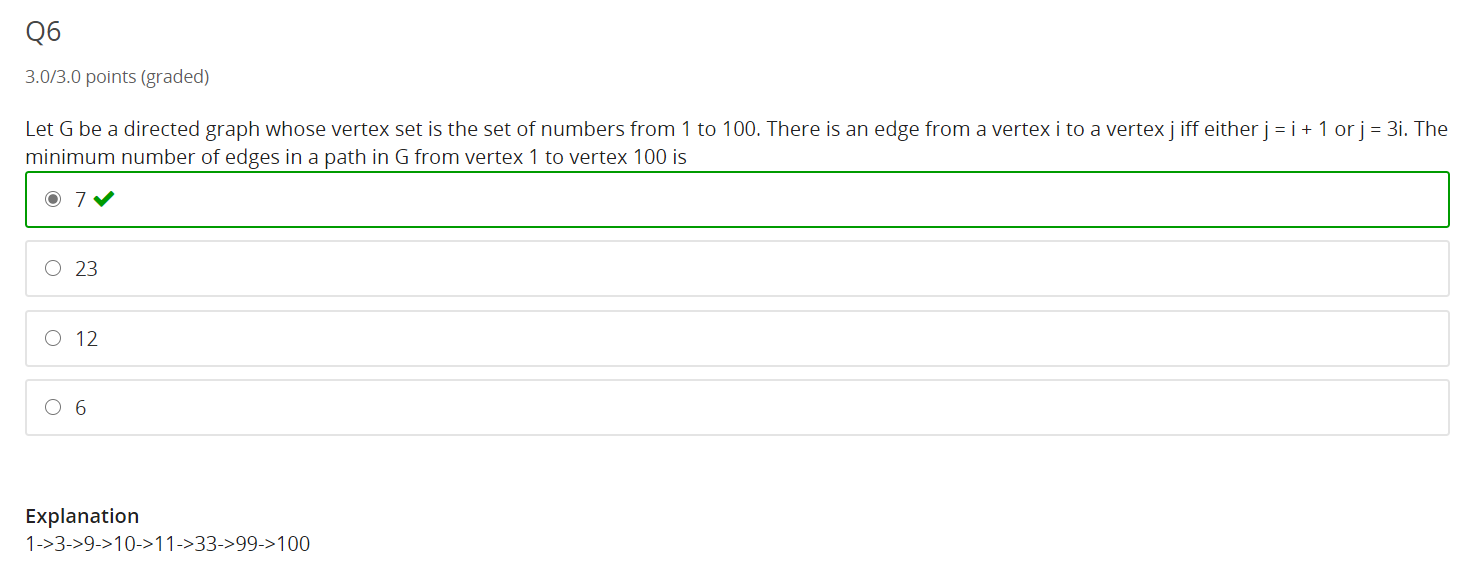 Q6
3.0/3.0 points (graded)
Let G be a directed graph whose vertex set is the set of numbers from 1 to 100. There is an edge from a vertex i to a vertex j iff either j = i + 1 or j = 3i. The
minimum number of edges in a path in G from vertex 1 to vertex 100 is
7
23
12
6
Explanation
1->3->9->10->11->33->99->100